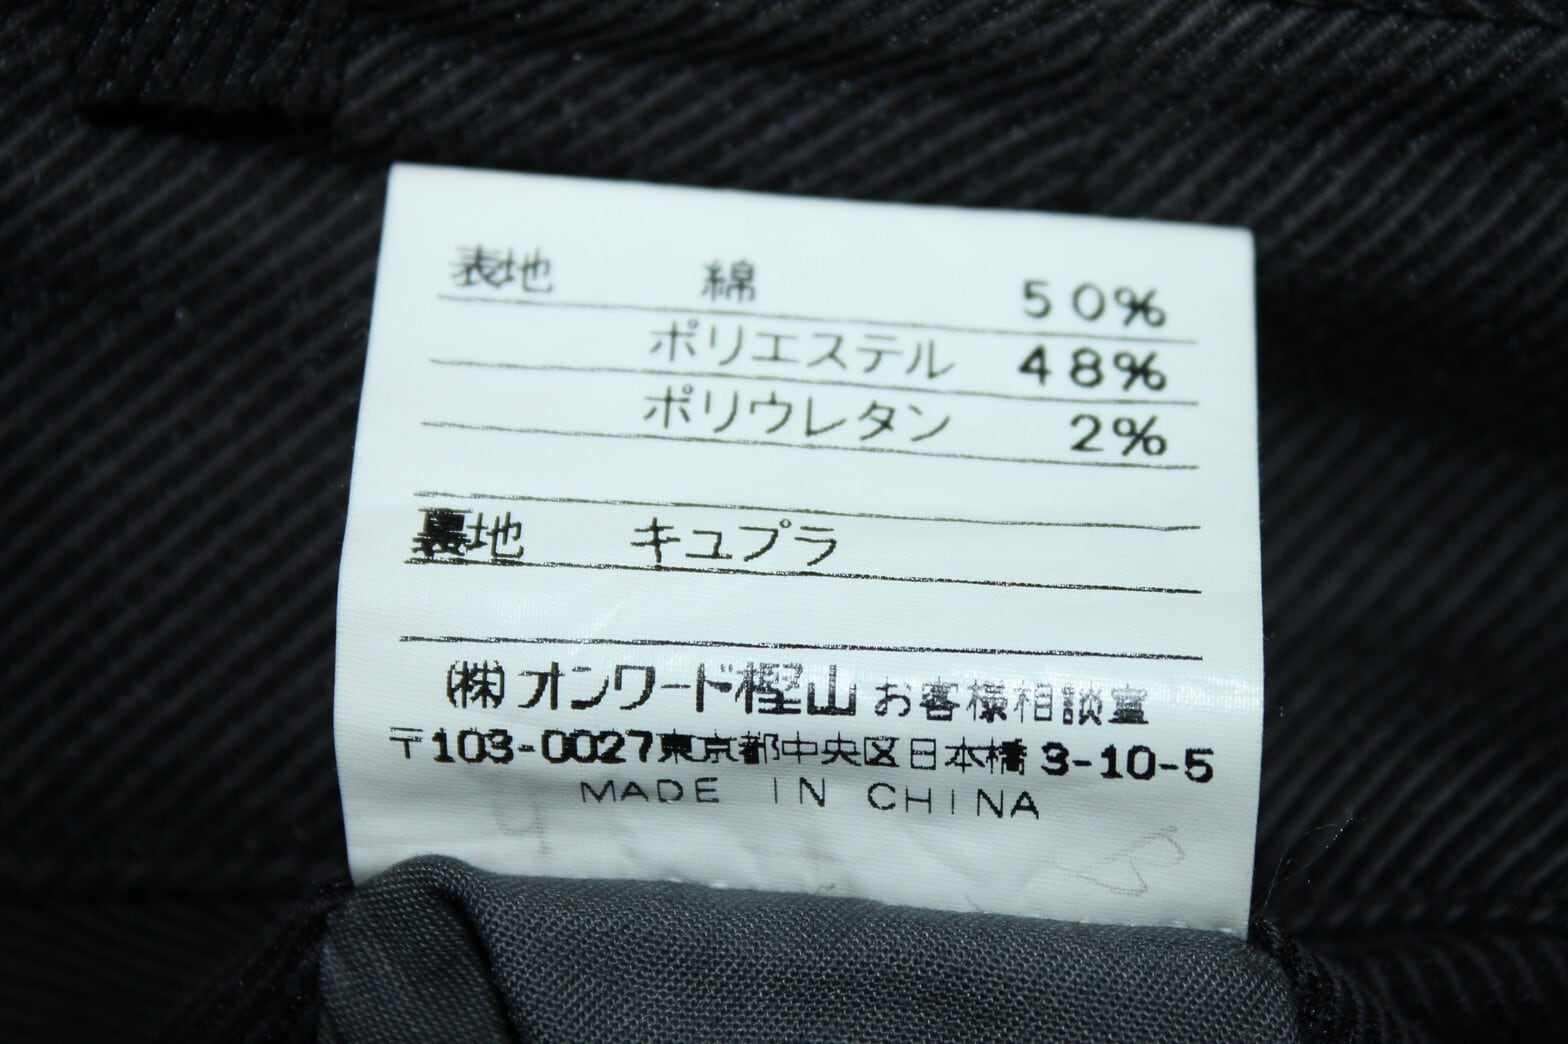 表地 綿 50%
ポリエステル 48%
ポリウレタン 2%
裏地 キュプラ
(株)オンワード樫山 お客様相談室
〒103-0027東京都中央区日本橋3-10-5
MADE IN CHINA